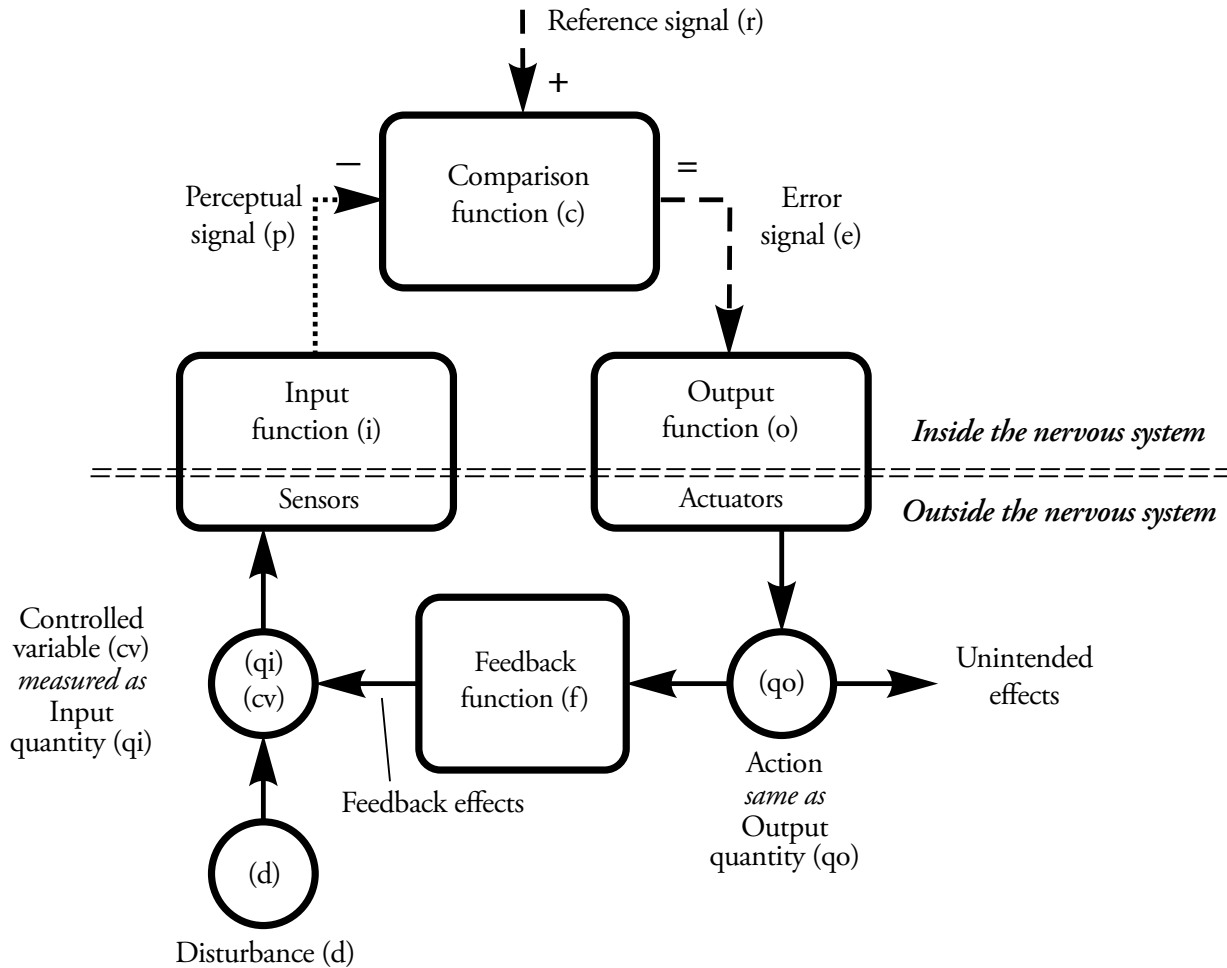 Reference signal (r)
+
−
=
Comparison
function (c)
Perceptual
signal (p)
Error
signal (e)
Input
function (i)
Output
function (o)
Inside the nervous system
Sensors
Actuators
Outside the nervous system
Controlled
variable (cv)
measured as
Input
quantity (qi)
(qi)
(cv)
Feedback
function (f)
(qo)
Unintended
effects
Feedback effects
Action
same as
Output
quantity (qo)
(d)
Disturbance (d)